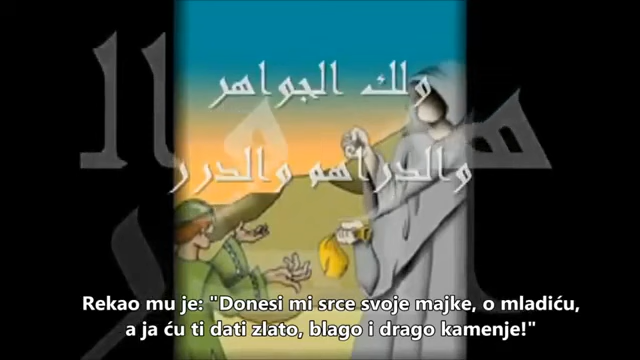 ولك الجواهر
والدراهم والدرر
Rekao mu je: "Donesi mi srce svoje majke, o mladiću,
a ja ću ti dati zlato, blago i drago kamenje!"